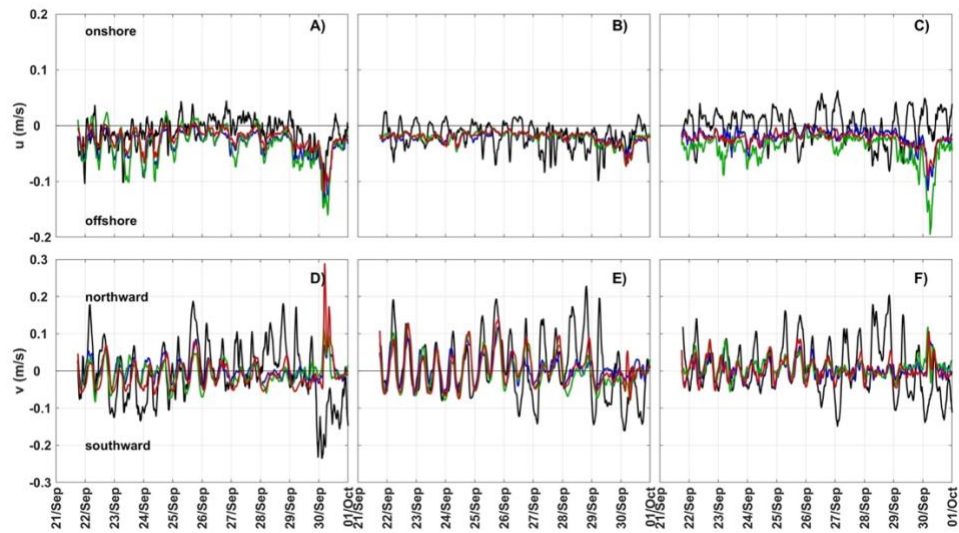 0.2
0.1
0
-0.1
-0.2
u (m/s)
onshore
offshore
A)
B)
C)
0.3
0.2
0.1
0
-0.1
-0.2
-0.3
v (m/s)
northward
southward
D)
E)
F)
21/Sep
22/Sep
23/Sep
24/Sep
25/Sep
26/Sep
27/Sep
28/Sep
29/Sep
30/Sep
01/Oct
22/Sep
23/Sep
24/Sep
25/Sep
26/Sep
27/Sep
28/Sep
29/Sep
30/Sep
01/Oct
22/Sep
23/Sep
24/Sep
25/Sep
26/Sep
27/Sep
28/Sep
29/Sep
30/Sep
01/Oct